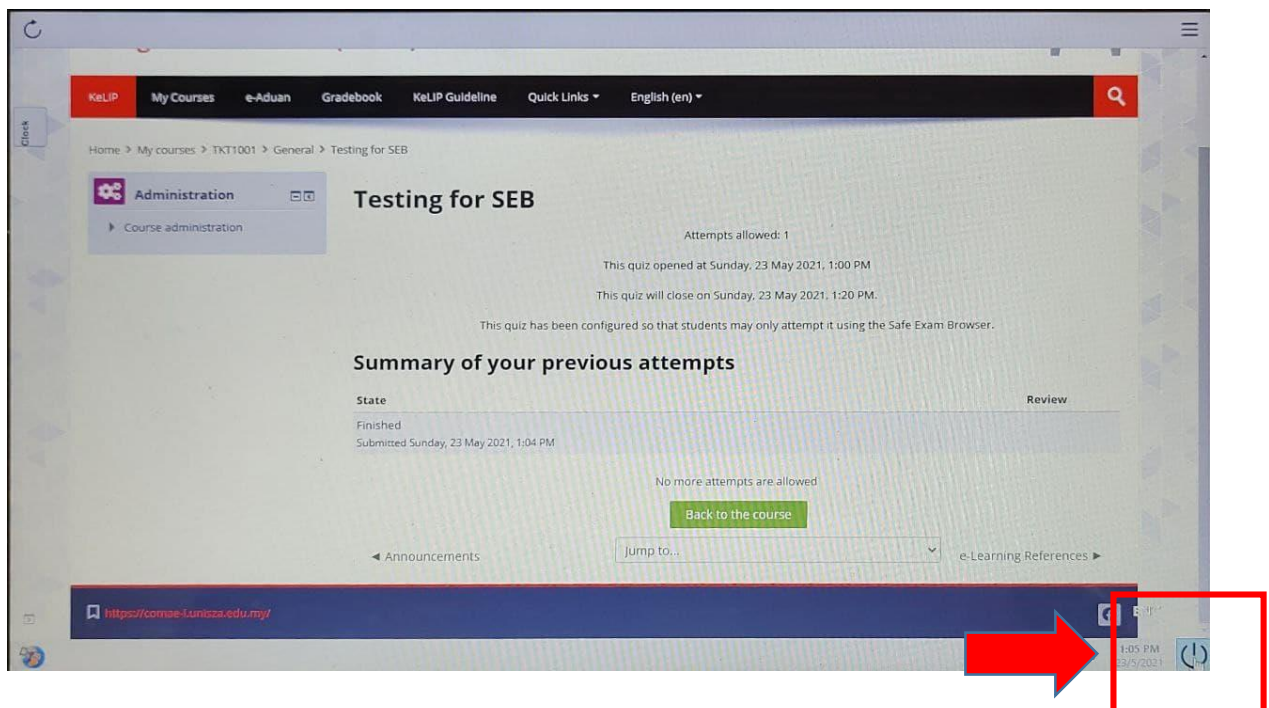 KeLIP My Courses e-Aduan Gradebook KeLIP Guideline Quick Links English (en)
Clock
Home > My courses > TKT1001 > General > Testing for SEB
Administration
Course administration
Testing for SEB
Attempts allowed: 1
This quiz opened at Sunday, 23 May 2021, 1:00 PM
This quiz will close on Sunday, 23 May 2021, 1:20 PM.
This quiz has been configured so that students may only attempt it using the Safe Exam Browser.
Summary of your previous attempts
State Review
Finished
Submitted Sunday, 23 May 2021, 1:04 PM
No more attempts are allowed
Back to the course
◄ Announcements Jump to... e-Learning References ►
1:05 PM
23/5/2021